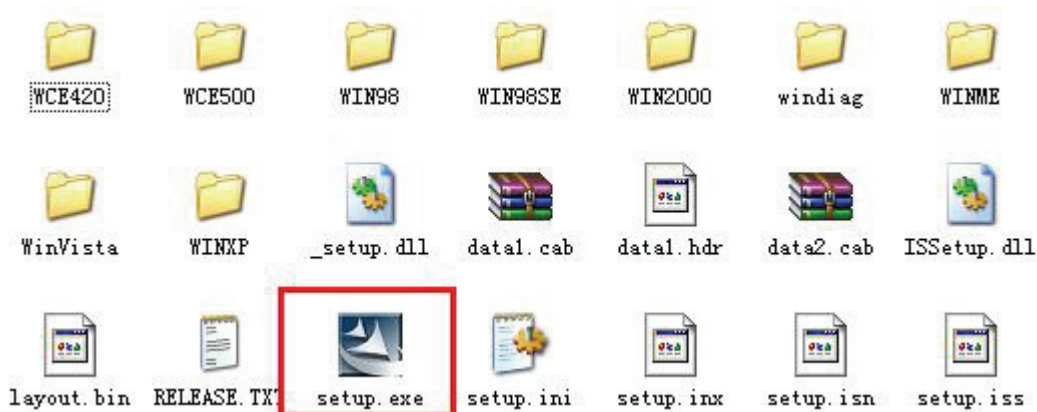 WCE420 WCE500 WIN98 WIN98SE WIN2000 windiag WINME
WinVista WINXP _setup.dll data1.cab data1.hdr data2.cab ISSetup.dll
layout.bin RELEASE.TX setup.exe setup.ini setup.inx setup.isn setup.iss